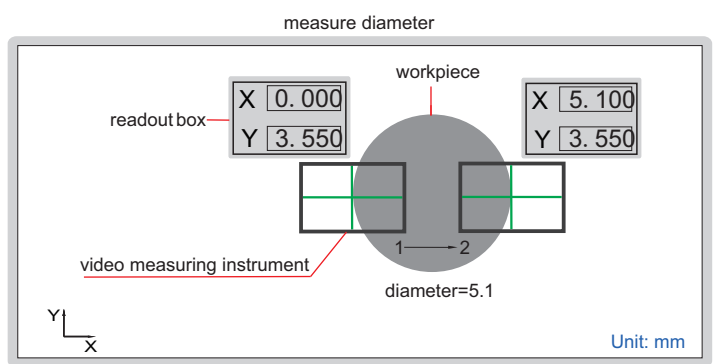 measure diameter
workpiece
X 0. 000
Y 3. 550
readout box
X 5. 100
Y 3. 550
1 2
video measuring instrument
diameter=5.1
Y
X
Unit: mm